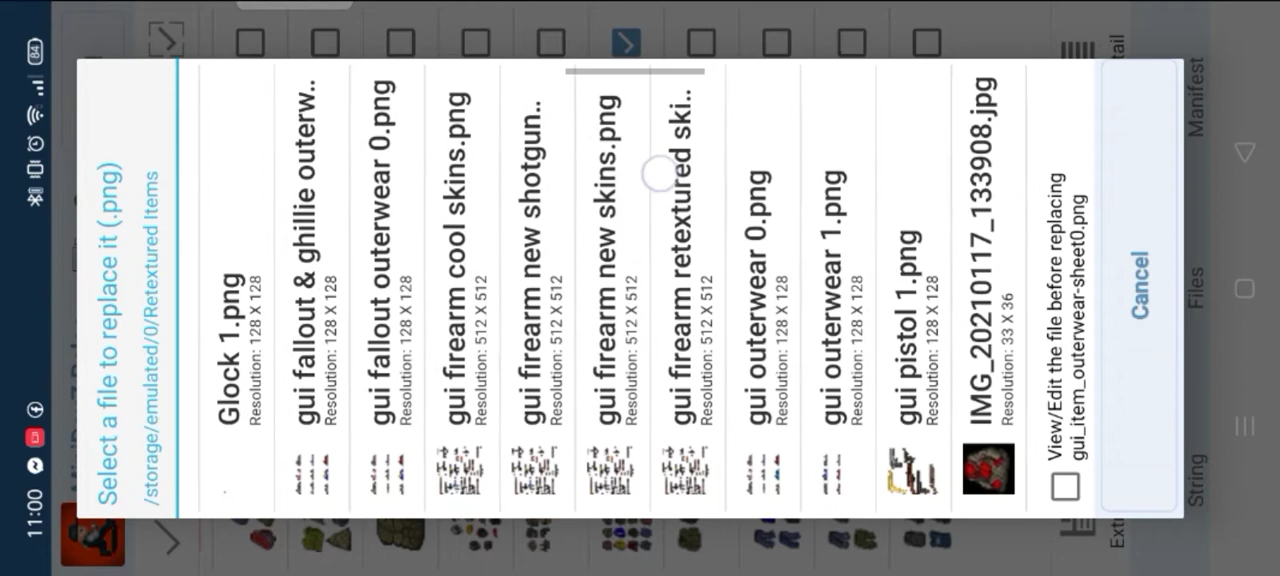 11:00
84
Select a file to replace it (.png)
/storage/emulated/0/Retextured Items
Glock 1.png
Resolution: 128 X 128
gui fallout & ghillie outerw..
Resolution: 128 X 128
gui fallout outerwear 0.png
Resolution: 128 X 128
gui firearm cool skins.png
Resolution: 512 X 512
gui firearm new shotgun..
Resolution: 512 X 512
gui firearm new skins.png
Resolution: 512 X 512
gui firearm retextured ski..
Resolution: 512 X 512
gui outerwear 0.png
Resolution: 128 X 128
gui outerwear 1.png
Resolution: 128 X 128
gui pistol 1.png
Resolution: 128 X 128
IMG_20210117_133908.jpg
Resolution: 33 X 36
View/Edit the file before replacing
gui_item_outerwear-sheet0.png
Cancel
String
Files
Manifest